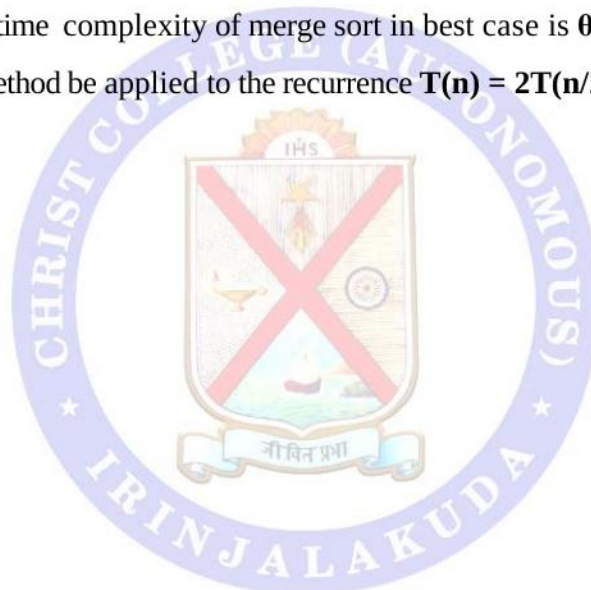 time complexity of merge sort in best case is θ
ethod be applied to the recurrence T(n) = 2T(n/
CHRIST COLLEGE (AUTONOMOUS)
IHS
जीवित प्रभा
★ IRINJALAKUDA ★